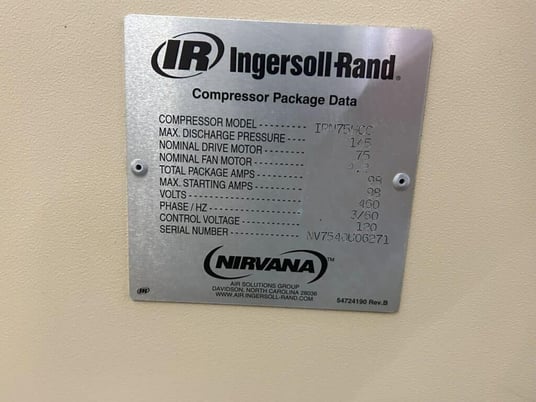 IR Ingersoll-Rand®
Compressor Package Data
COMPRESSOR MODEL
MAX. DISCHARGE PRESSURE 145
NOMINAL DRIVE MOTOR 75
NOMINAL FAN MOTOR
TOTAL PACKAGE AMPS 98
MAX. STARTING AMPS 98
VOLTS 460
PHASE / HZ 3/60
CONTROL VOLTAGE 120
SERIAL NUMBER
NIRVANA™
AIR SOLUTIONS GROUP
DAVIDSON, NORTH CAROLINA 28036
WWW.AIR.INGERSOLL-RAND.COM
IR 54724190 Rev.B